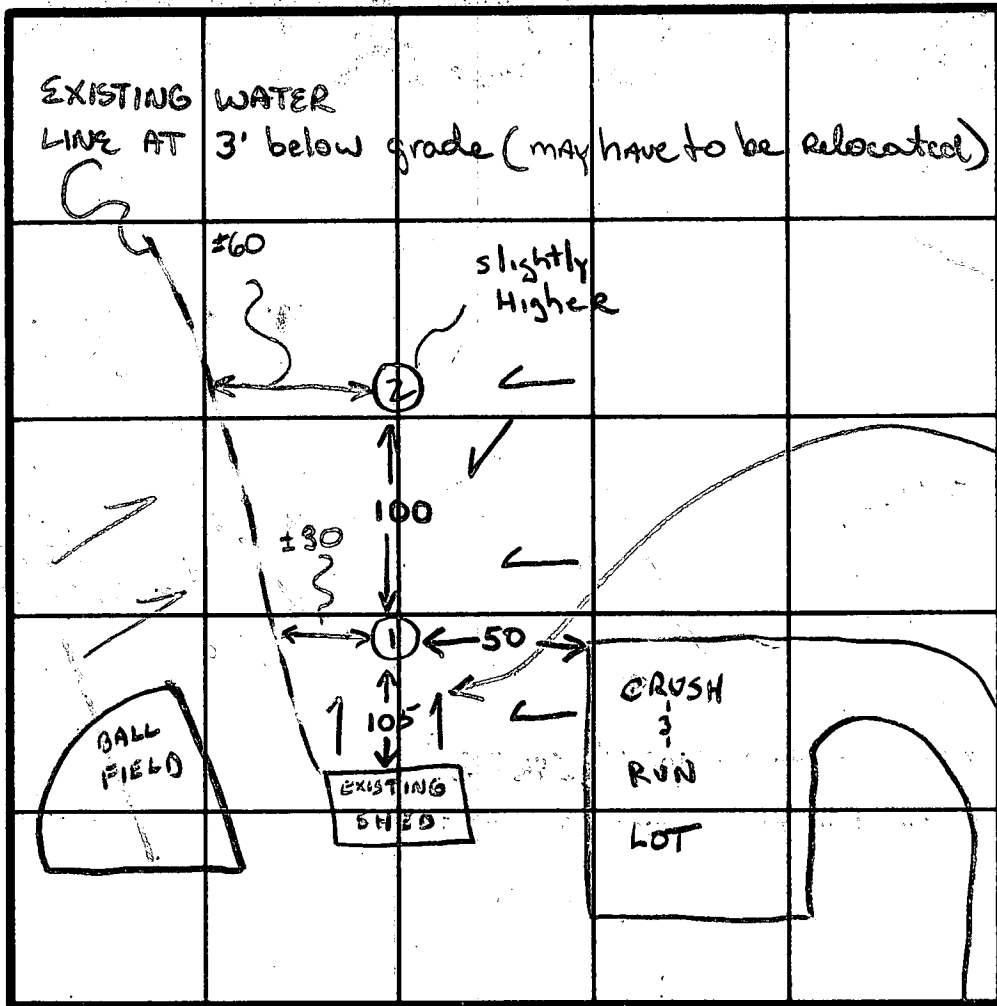 EXISTING WATER
LINE AT 3' below grade (MAY HAVE to be Relocated)
±60
slightly
Higher
2
100
±30
1
50
105
CRUSH
&
RUN
LOT
BALL
FIELD
EXISTING
SHED